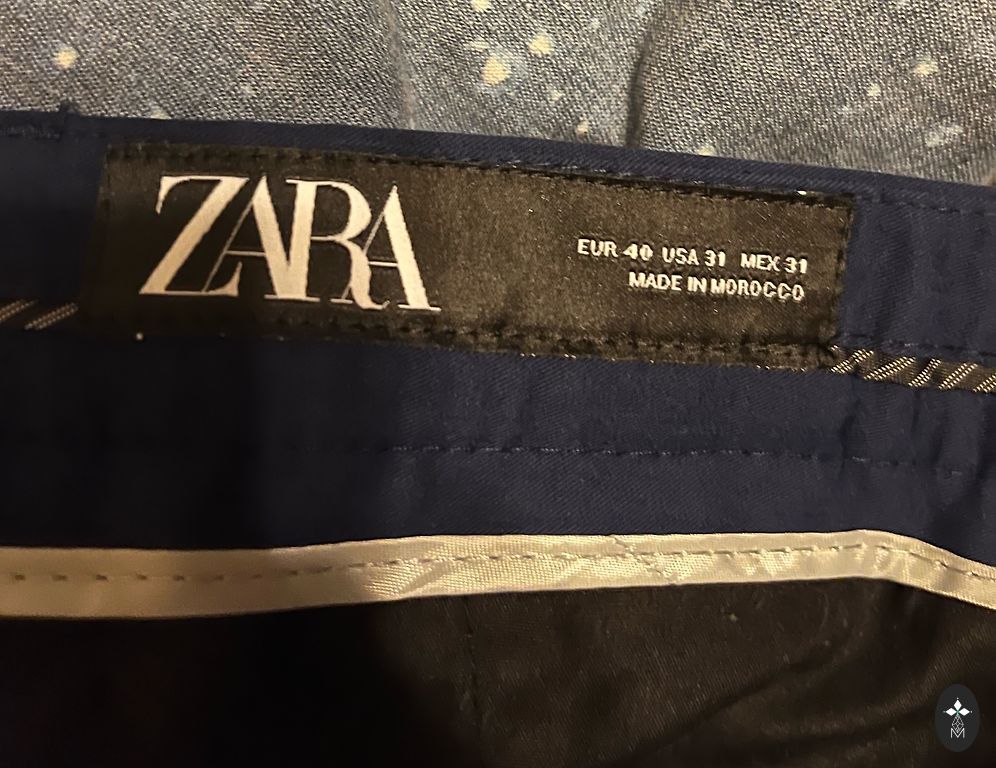 ZARA
EUR 40 USA 31 MEX 31
MADE IN MOROCCO
M